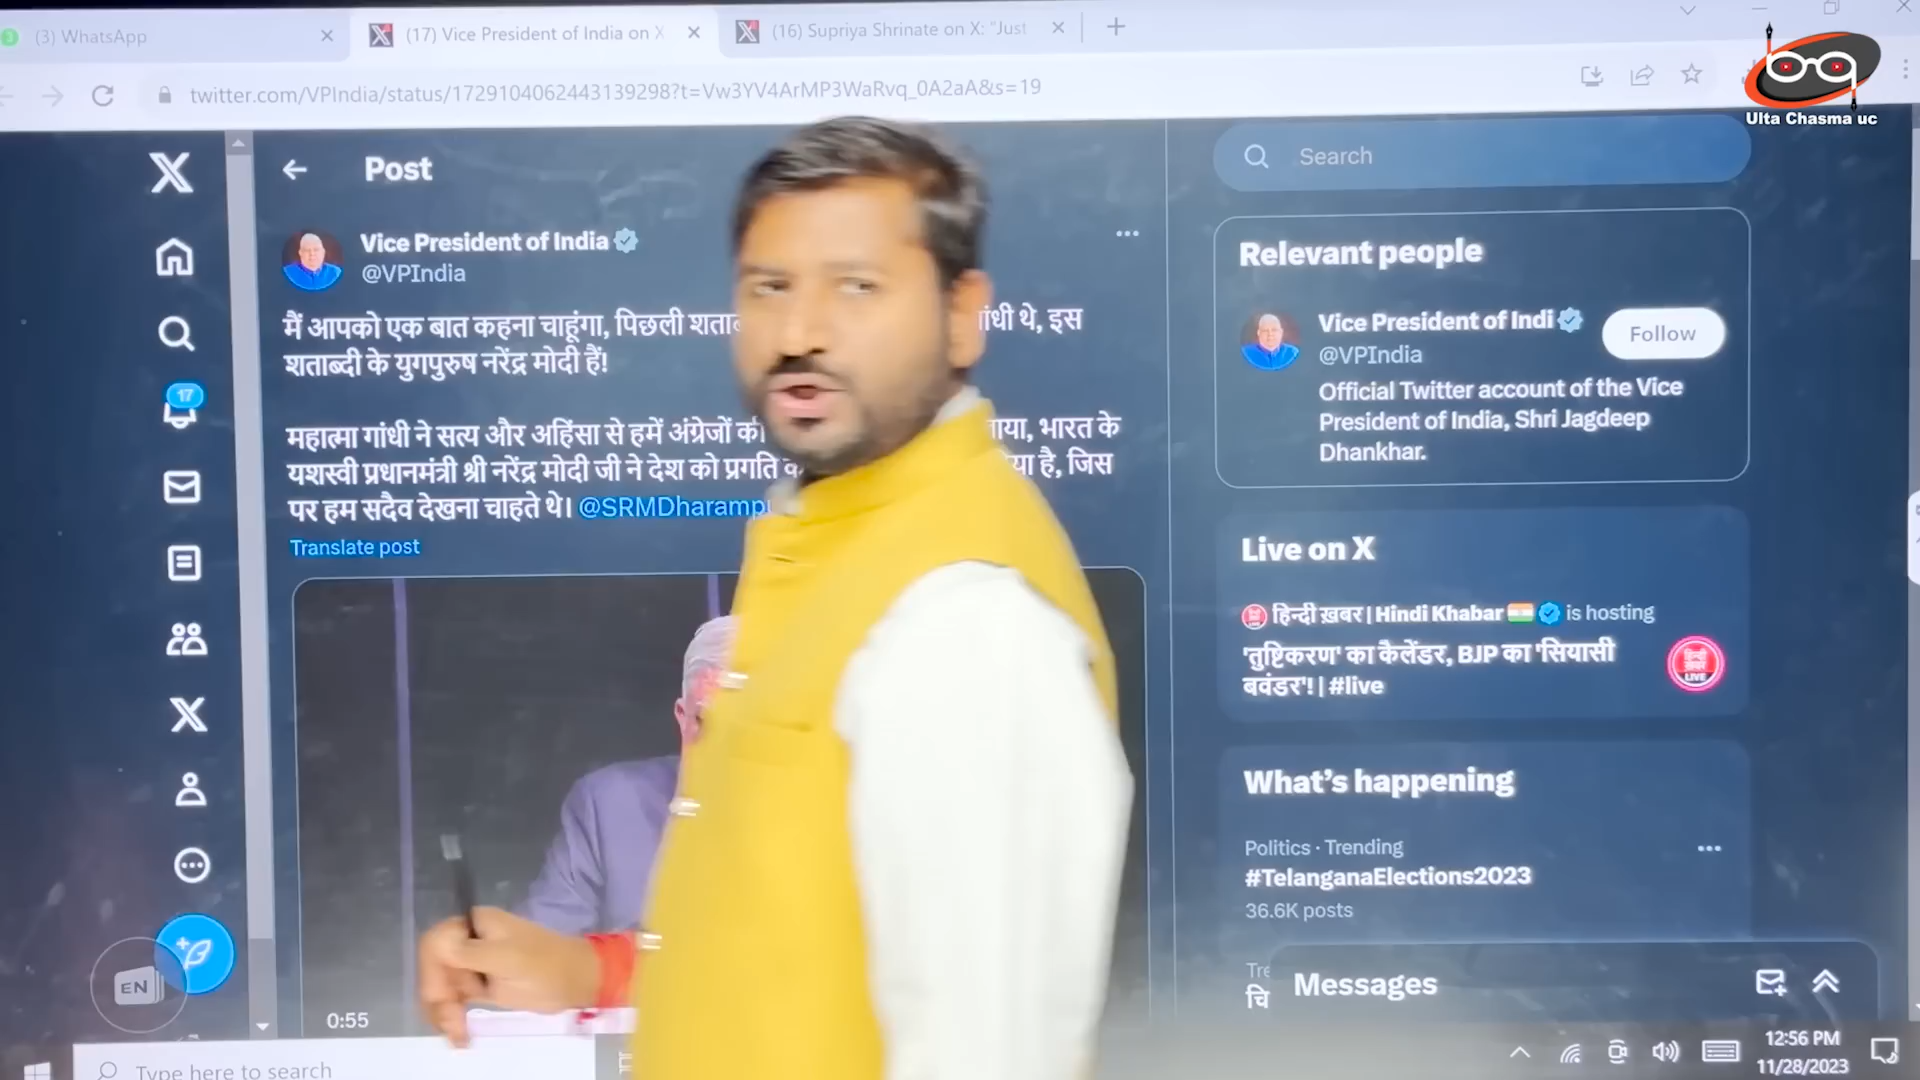 (3) WhatsApp
(17) Vice President of India on X
(16) Supriya Shrinate on X: "Just
twitter.com/VPIndia/status/1729104062443139298?t=Vw3YV4ArMP3WaRvq_0A2aA&s=19
Ulta Chasma uc
Post
Vice President of India
@VPIndia
मैं आपको एक बात कहना चाहूंगा, पिछली थे, इस
शताब्दी के युगपुरुष नरेंद्र मोदी हैं!
महात्मा गांधी ने सत्य और अहिंसा से हमें अंग्रेजों भारत के
यशस्वी प्रधानमंत्री श्री नरेंद्र मोदी जी ने देश को प्रगति है, जिस
पर हम सदैव देखना चाहते थे। @SRMDharamp
Translate post
0:55
17
EN
Search
Relevant people
Vice President of Indi
@VPIndia
Follow
Official Twitter account of the Vice
President of India, Shri Jagdeep
Dhankhar.
Live on X
हिन्दी ख़बर | Hindi Khabar is hosting
'तुष्टिकरण' का कैलेंडर, BJP का 'सियासी
बवंडर'! | #live
हिन्दी
LIVE
What's happening
Politics · Trending
#TelanganaElections2023
36.6K posts
Messages
Type here to search
12:56 PM
11/28/2023